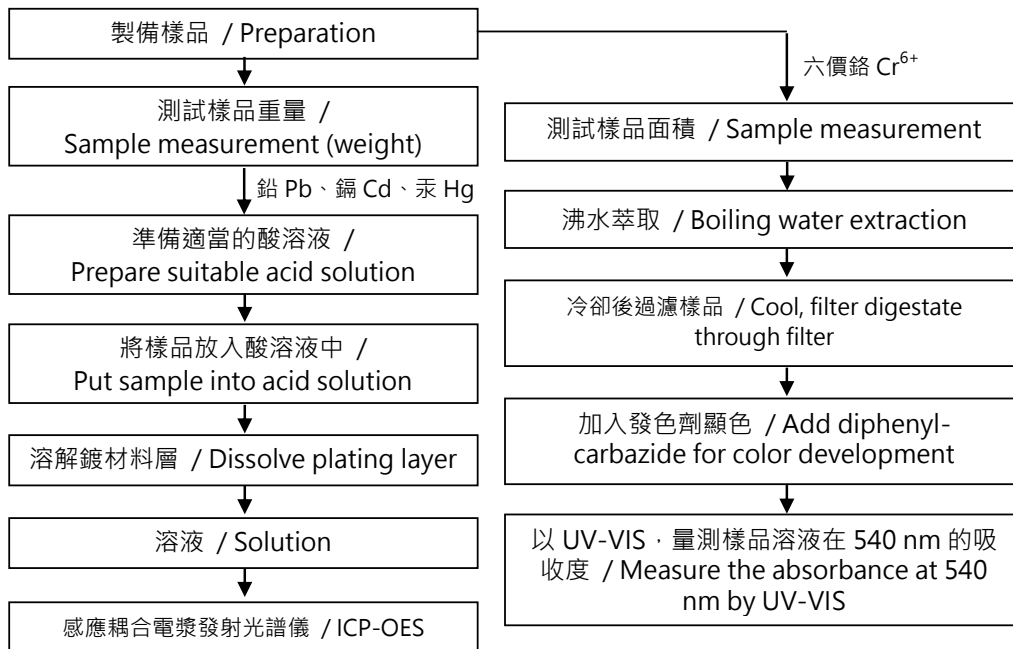 製備樣品 / Preparation
測試樣品重量 /
Sample measurement (weight)
鉛 Pb、鎘 Cd、汞 Hg
準備適當的酸溶液 /
Prepare suitable acid solution
將樣品放入酸溶液中 /
Put sample into acid solution
溶解鍍材料層 / Dissolve plating layer
溶液 / Solution
感應耦合電漿發射光譜儀 / ICP-OES
六價鉻 Cr⁶⁺
測試樣品面積 / Sample measurement
沸水萃取 / Boiling water extraction
冷卻後過濾樣品 / Cool, filter digestate
through filter
加入發色劑顯色 / Add diphenyl-
carbazide for color development
以 UV-VIS，量測樣品溶液在 540 nm 的吸
收度 / Measure the absorbance at 540
nm by UV-VIS